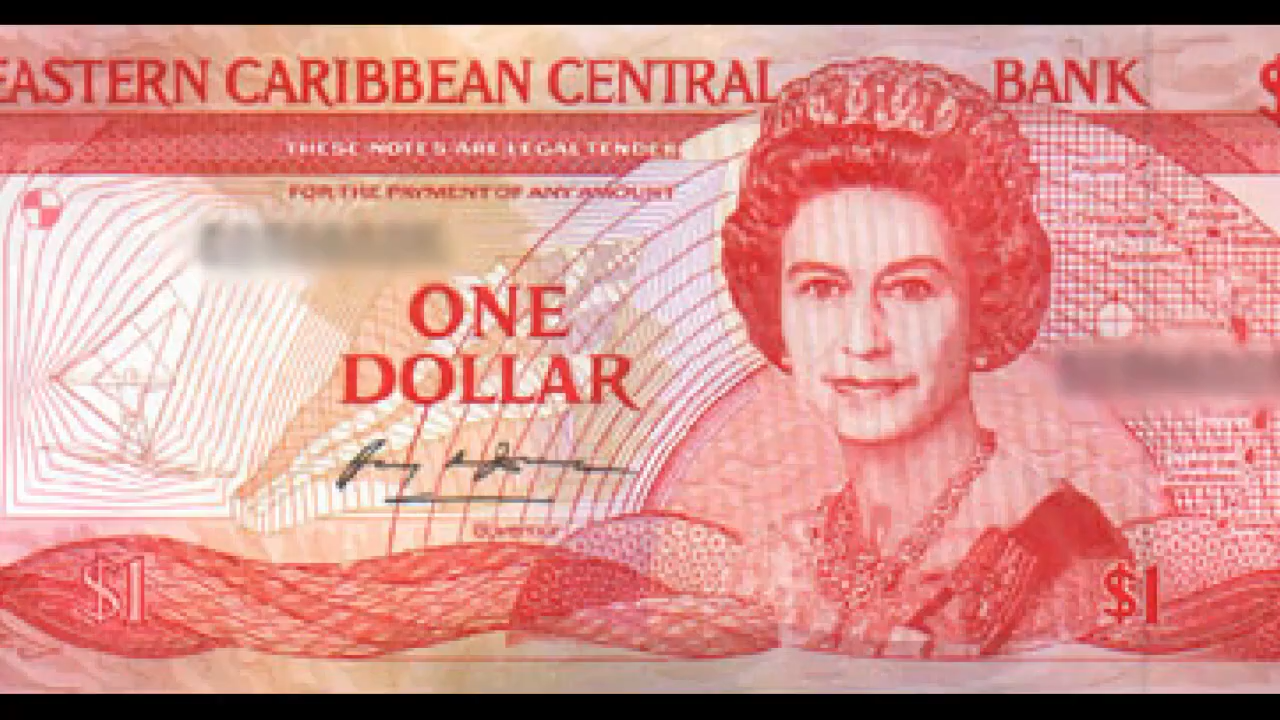 EASTERN CARIBBEAN CENTRAL BANK $
THESE NOTES ARE LEGAL TENDER
FOR THE PAYMENT OF ANY AMOUNT
ONE
DOLLAR
Governor
$1 $1